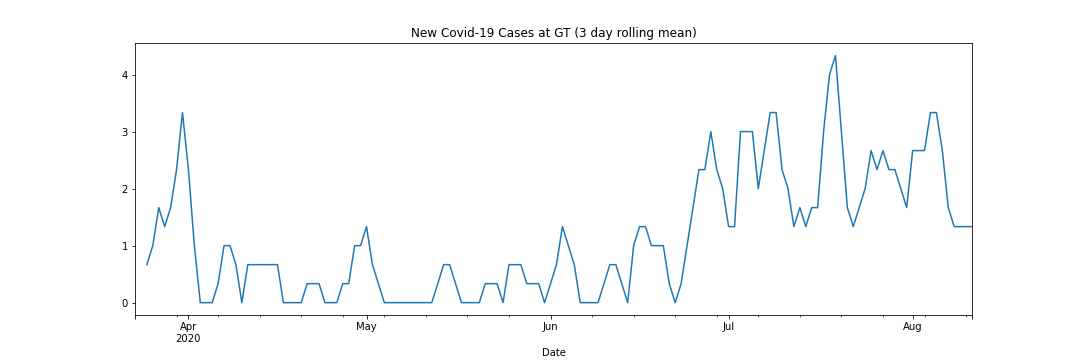 New Covid-19 Cases at GT (3 day rolling mean)
4
3
2
1
0
Apr
2020
May
Jun
Jul
Aug
Date